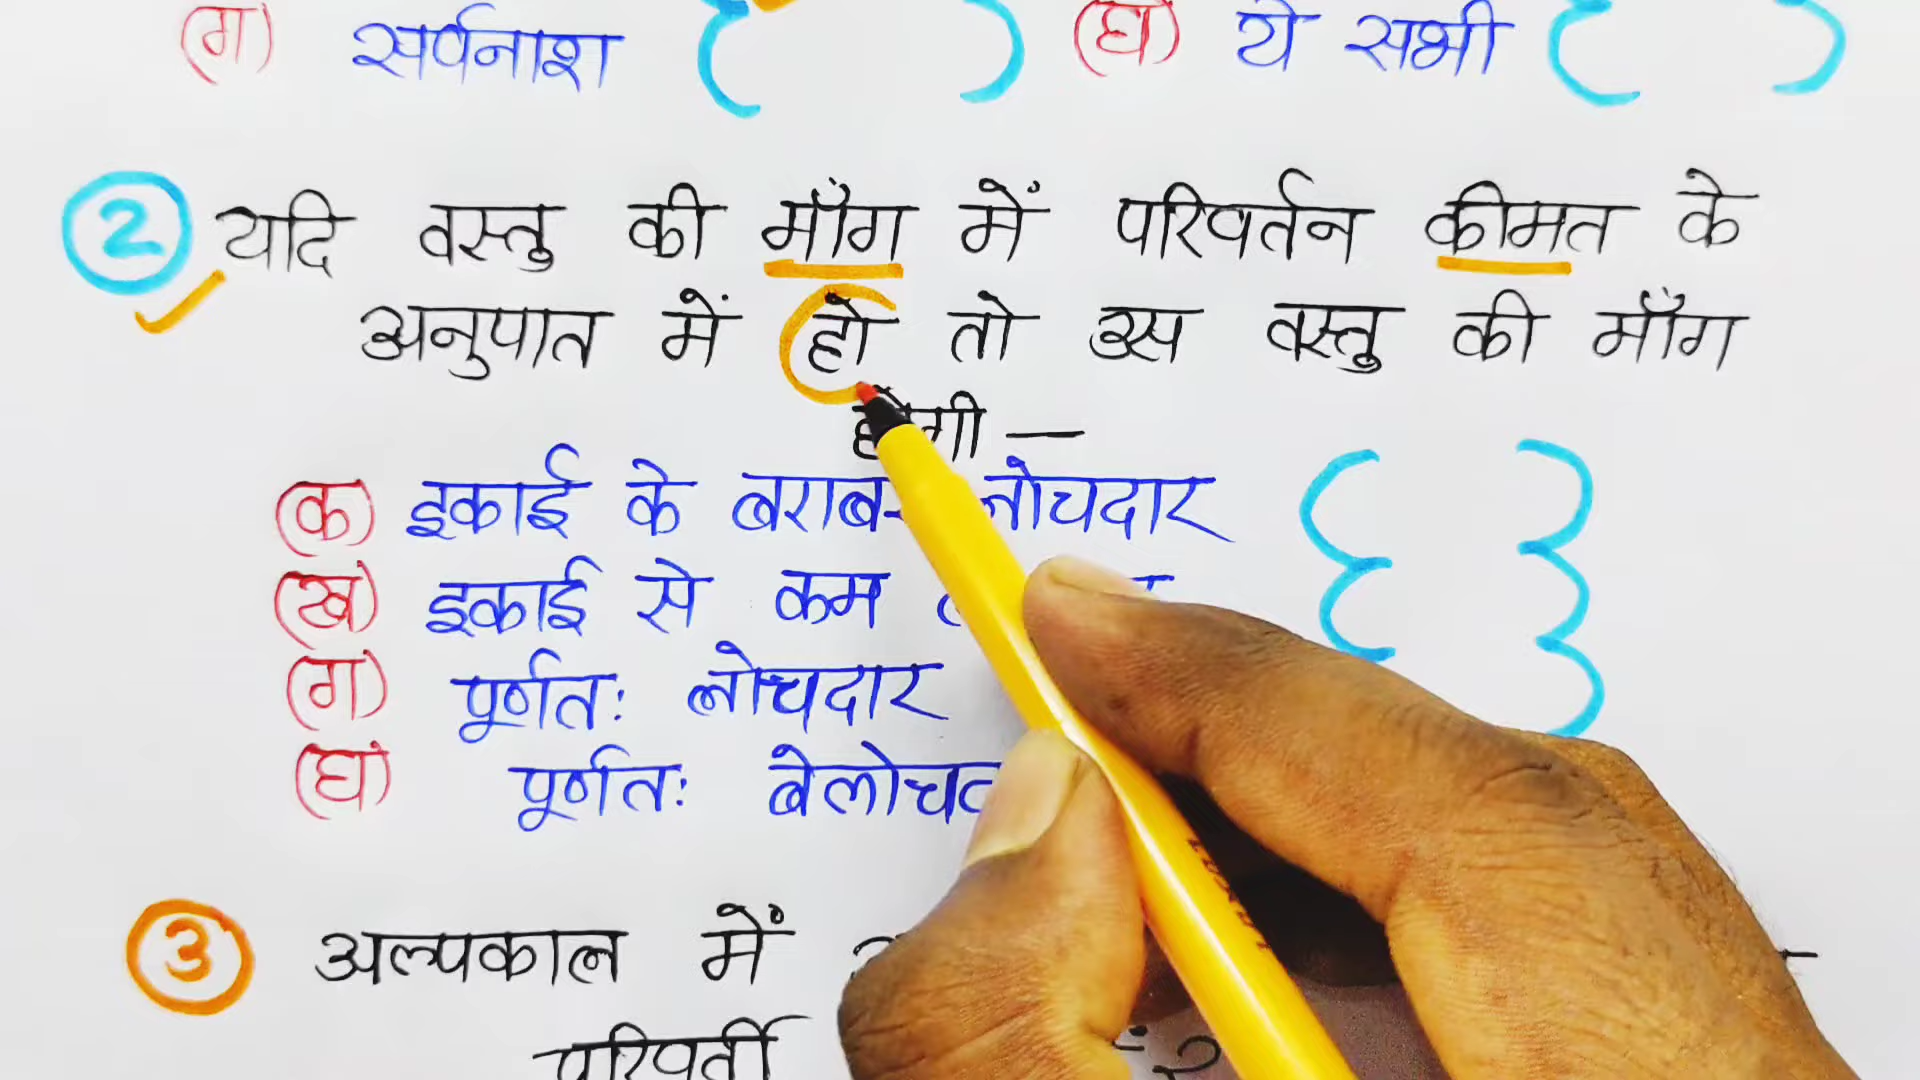 (ग) सर्वनाश ( ) (घ) ये सभी ( )
2 यदि वस्तु की माँग में परिवर्तन कीमत के
अनुपात में हो तो उस वस्तु की माँग
होगी —
(क) इकाई के बराबर लोचदार
(ख) इकाई से कम
(ग) पूर्णतः लोचदार
(घ) पूर्णतः
3 अल्पकाल में